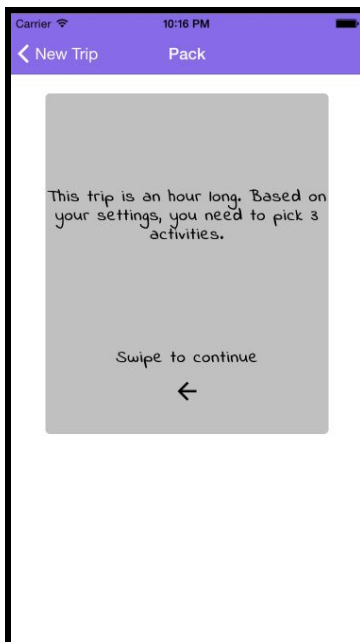 Carrier 10:16 PM
New Trip Pack
This trip is an hour long. Based on
your settings, you need to pick 3
activities.
Swipe to continue